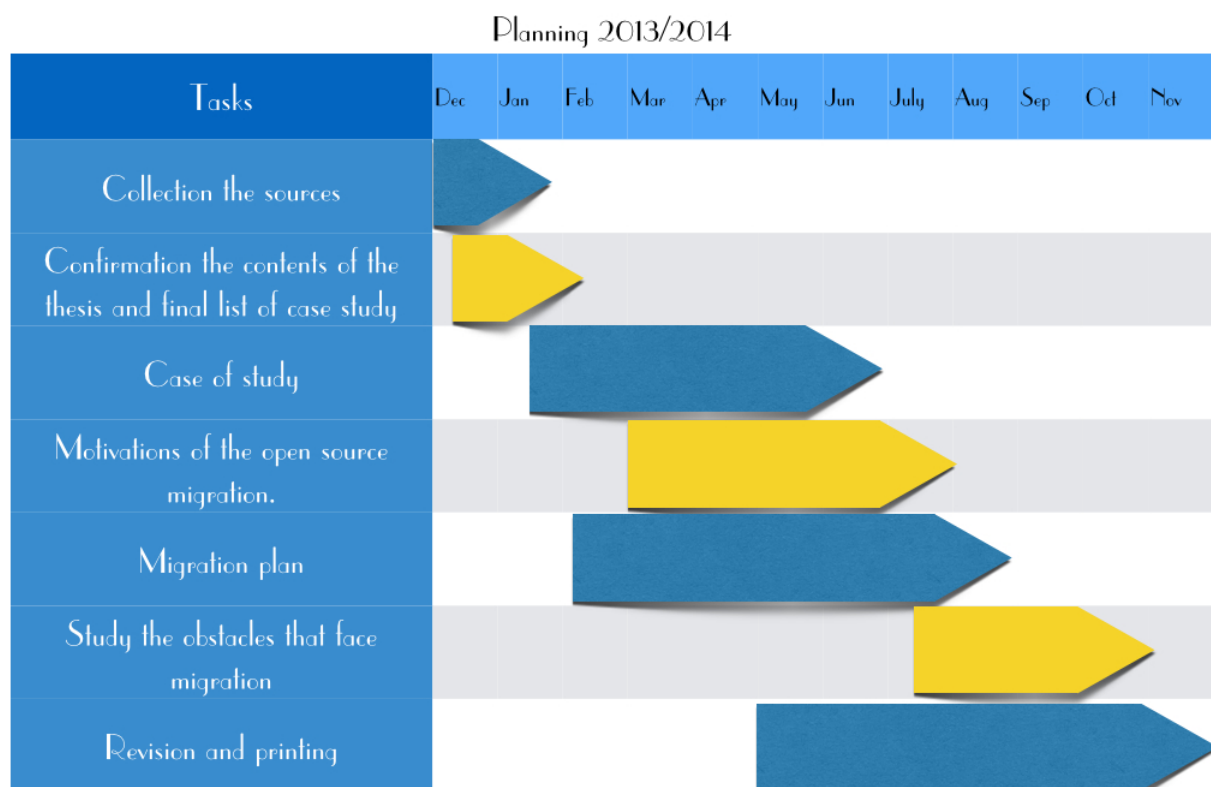 Planning 2013/2014
Tasks
Dec
Jan
Feb
Mar
Apr
May
Jun
July
Aug
Sep
Oct
Nov
Collection the sources
Confirmation the contents of the
thesis and final list of case study
Case of study
Motivations of the open source
migration.
Migration plan
Study the obstacles that face
migration
Revision and printing